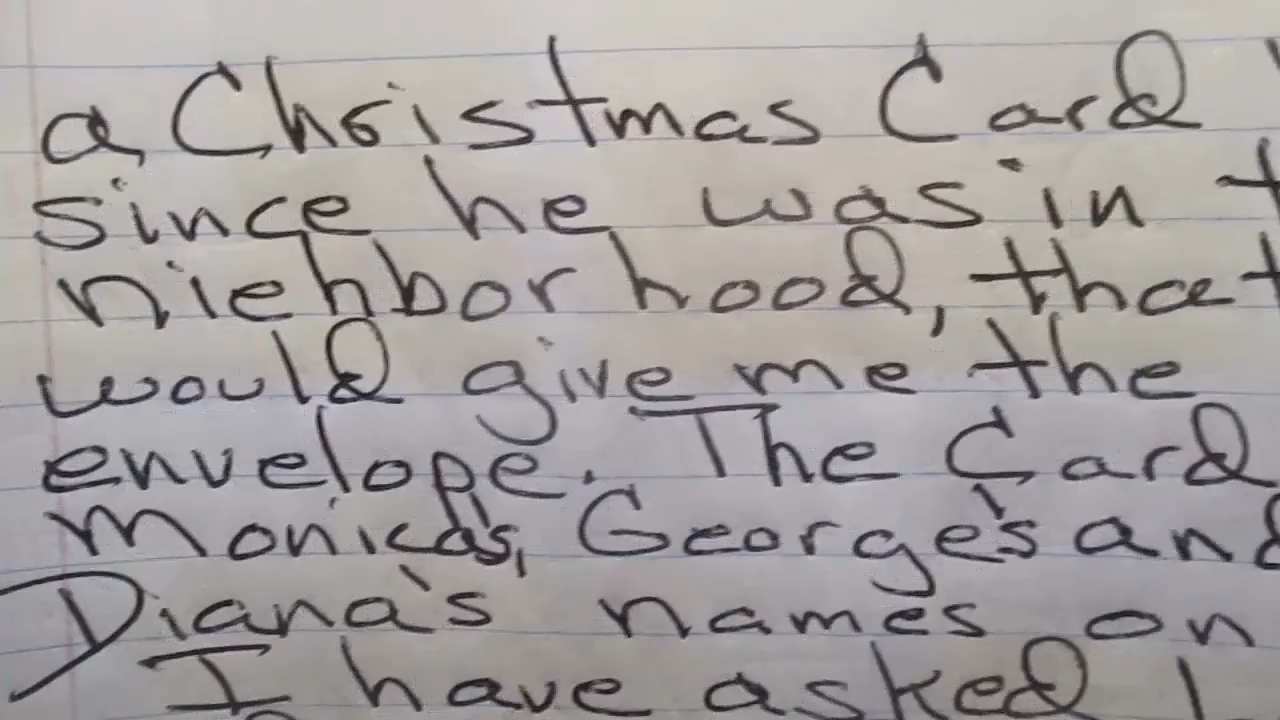 a Christmas Card
since he was in
niehborhood, that
would give me the
envelope. The Card
Monica's, George's and
Diana's names on
I have asked